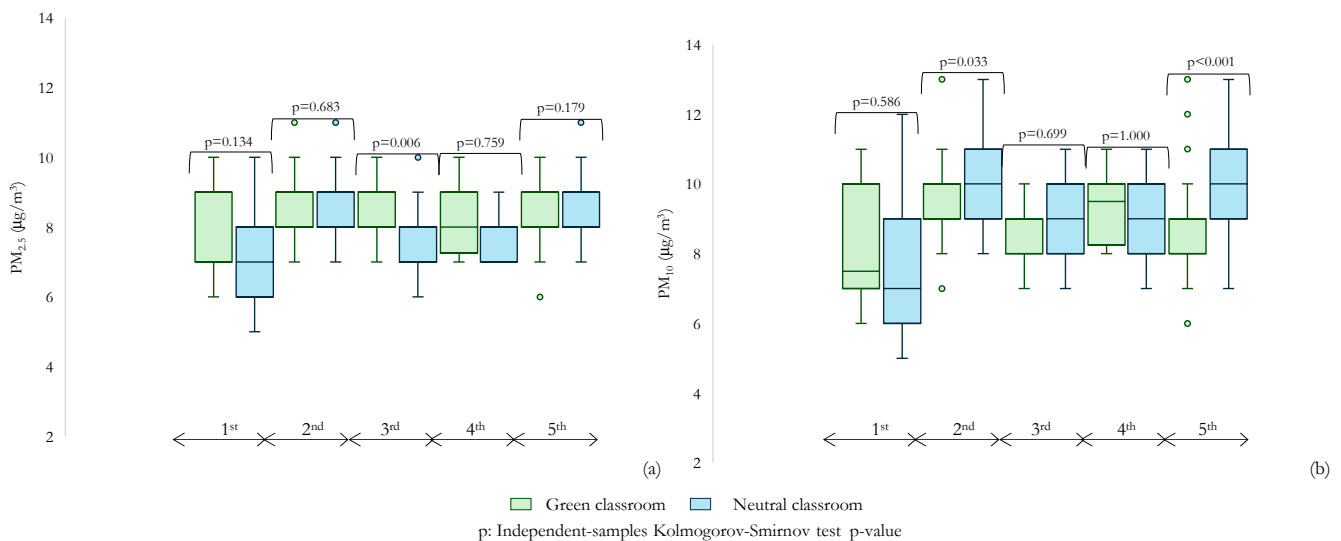 14
12
10
8
6
4
2
PM2.5 (μg/m³)
p=0.134
p=0.683
p=0.006
p=0.759
p=0.179
1st
2nd
3rd
4th
5th
(a)
14
12
10
8
6
4
2
PM10 (μg/m³)
p=0.586
p=0.033
p=0.699
p=1.000
p<0.001
1st
2nd
3rd
4th
5th
(b)
Green classroom
Neutral classroom
p: Independent-samples Kolmogorov-Smirnov test p-value